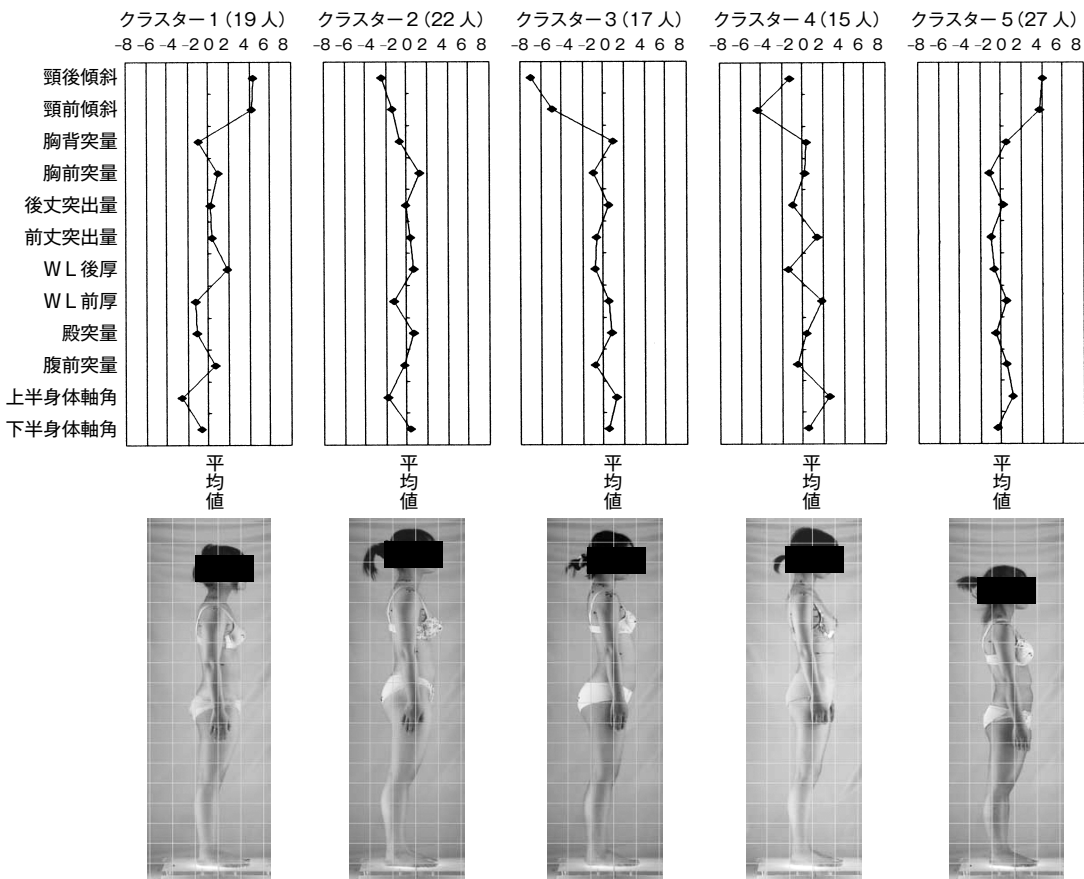 クラスター1(19人) クラスター2(22人) クラスター3(17人) クラスター4(15人) クラスター5(27人)
-8 -6 -4 -2 0 2 4 6 8 -8 -6 -4 -2 0 2 4 6 8 -8 -6 -4 -2 0 2 4 6 8 -8 -6 -4 -2 0 2 4 6 8 -8 -6 -4 -2 0 2 4 6 8
頸後傾斜
頸前傾斜
胸背突量
胸前突量
後丈突出量
前丈突出量
WL後厚
WL前厚
殿突量
腹前突量
上半身体軸角
下半身体軸角
平均値 平均値 平均値 平均値 平均値